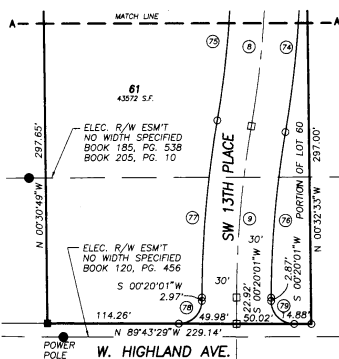 MATCH LINE
A
A
75
8
74
61
43572 S.F.
ELEC. R/W ESM'T
NO WIDTH SPECIFIED
BOOK 185, PG. 538
BOOK 205, PG. 10
N 00°30'49"W 297.65'
SW 13TH PLACE
PORTION OF LOT 60
N 00°32'33"W 297.00'
77
9
76
ELEC. R/W ESM'T
NO WIDTH SPECIFIED
BOOK 120, PG. 456
30'
30'
S 00°20'01"W
2.97'
22.92'
S 00°20'01"W
S 00°20'01"W
2.87'
78
79
114.26'
49.98'
50.02'
14.88'
N 89°43'29"W 229.14'
POWER
POLE
W. HIGHLAND AVE.